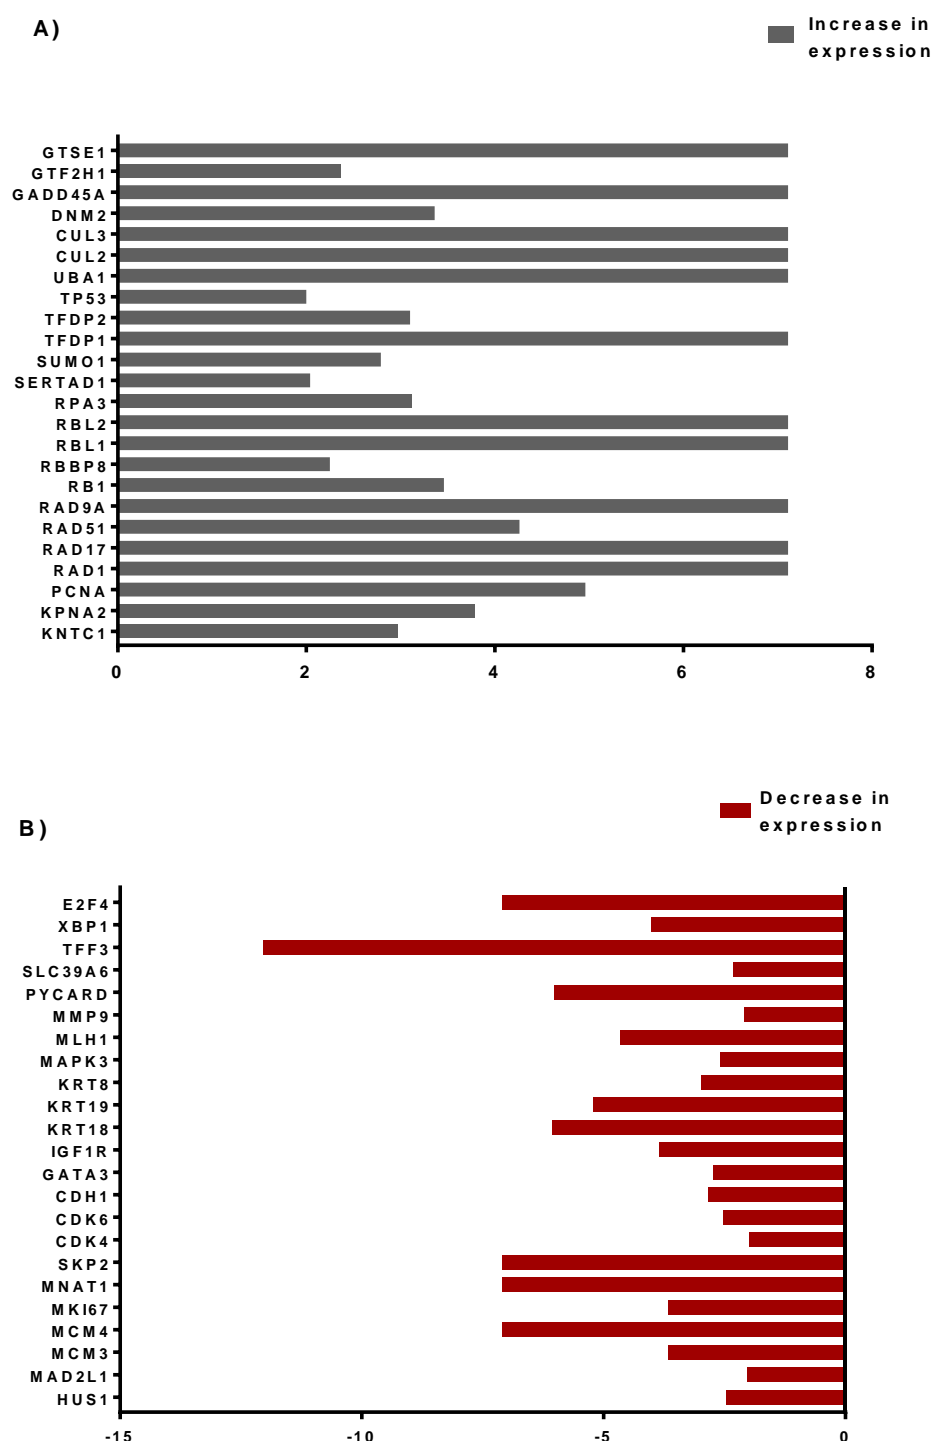 A)
Increase in
expression
GTSE1
GTF2H1
GADD45A
DNM2
CUL3
CUL2
UBA1
TP53
TFDP2
TFDP1
SUMO1
SERTAD1
RPA3
RBL2
RBL1
RBBP8
RB1
RAD9A
RAD51
RAD17
RAD1
PCNA
KPNA2
KNTC1
0 2 4 6 8
Decrease in
expression
B)
E2F4
XBP1
TFF3
SLC39A6
PYCARD
MMP9
MLH1
MAPK3
KRT8
KRT19
KRT18
IGF1R
GATA3
CDH1
CDK6
CDK4
SKP2
MNAT1
MKI67
MCM4
MCM3
MAD2L1
HUS1
-15 -10 -5 0